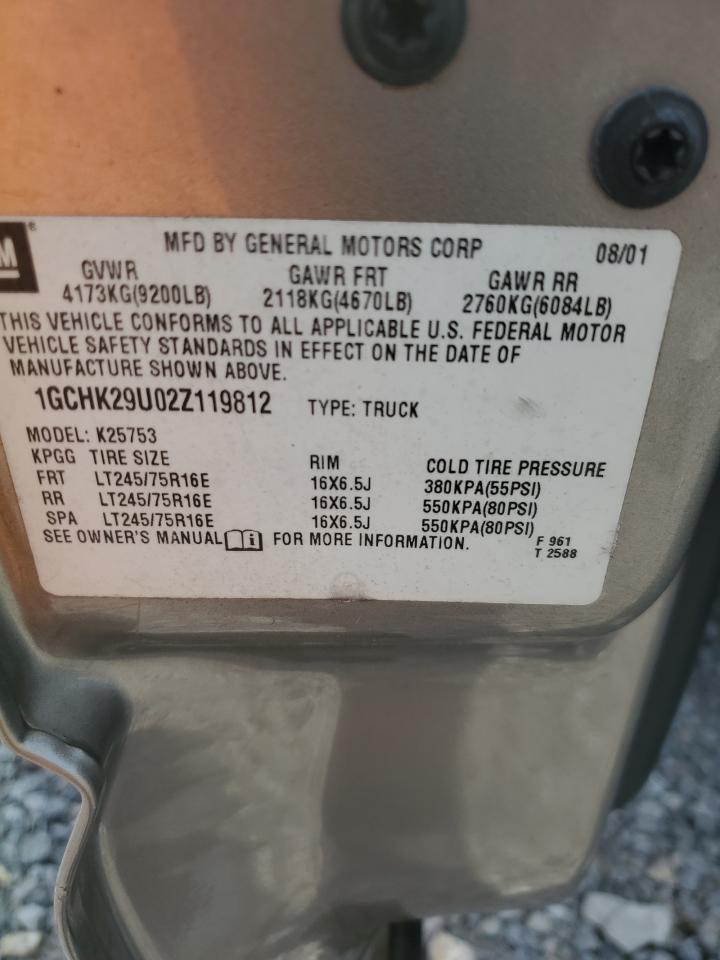 M®
MFD BY GENERAL MOTORS CORP 08/01
GVWR GAWR FRT GAWR RR
4173KG(9200LB) 2118KG(4670LB) 2760KG(6084LB)
THIS VEHICLE CONFORMS TO ALL APPLICABLE U.S. FEDERAL MOTOR
VEHICLE SAFETY STANDARDS IN EFFECT ON THE DATE OF
MANUFACTURE SHOWN ABOVE.
1GCHK29U02Z119812 TYPE: TRUCK
MODEL: K25753
KPGG TIRE SIZE RIM COLD TIRE PRESSURE
FRT LT245/75R16E 16X6.5J 380KPA(55PSI)
RR LT245/75R16E 16X6.5J 550KPA(80PSI)
SPA LT245/75R16E 16X6.5J 550KPA(80PSI)
SEE OWNER'S MANUAL i FOR MORE INFORMATION. F 961
T 2588